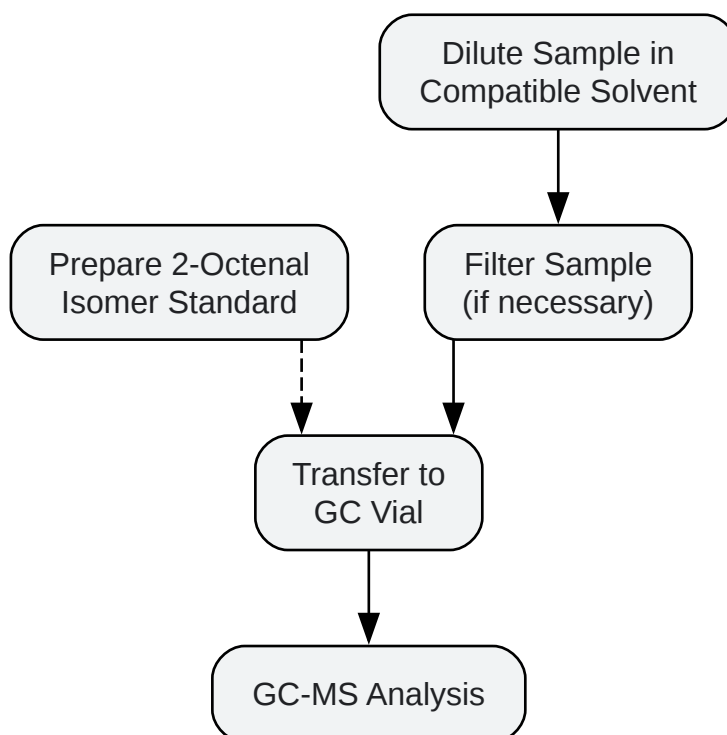 Dilute Sample in
Compatible Solvent
Prepare 2-Octenal
Isomer Standard
Filter Sample
(if necessary)
Transfer to
GC Vial
GC-MS Analysis